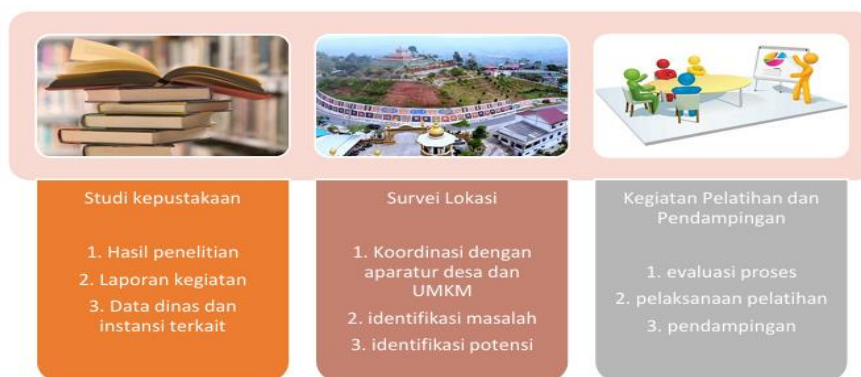 Studi kepustakaan
1. Hasil penelitian
2. Laporan kegiatan
3. Data dinas dan
instansi terkait
Survei Lokasi
1. Koordinasi dengan
aparatur desa dan
UMKM
2. identifikasi masalah
3. identifikasi potensi
Kegiatan Pelatihan dan
Pendampingan
1. evaluasi proses
2. pelaksanaan pelatihan
3. pendampingan